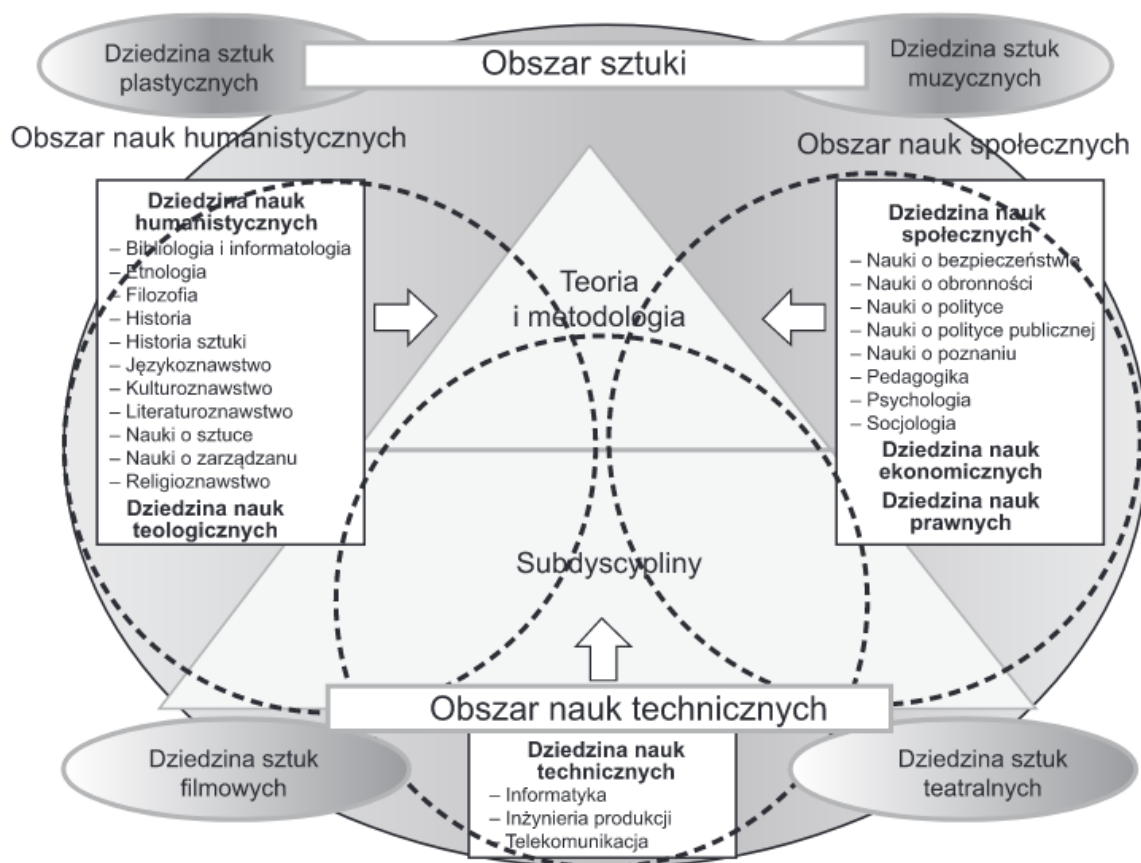 Dziedzina sztuk
plastycznych
Obszar sztuki
Dziedzina sztuk
muzycznych
Obszar nauk humanistycznych
Obszar nauk społecznych
Dziedzina nauk
humanistycznych
– Bibliologia i informatologia
– Etnologia
– Filozofia
– Historia
– Historia sztuki
– Językoznawstwo
– Kulturoznawstwo
– Literaturoznawstwo
– Nauki o sztuce
– Nauki o zarządzanu
– Religioznawstwo
Dziedzina nauk
teologicznych
Teoria
i metodologia
Dziedzina nauk
społecznych
– Nauki o bezpieczeństwie
– Nauki o obronności
– Nauki o polityce
– Nauki o polityce publicznej
– Nauki o poznaniu
– Pedagogika
– Psychologia
– Socjologia
Dziedzina nauk
ekonomicznych
Dziedzina nauk
prawnych
Subdyscypliny
Obszar nauk technicznych
Dziedzina sztuk
filmowych
Dziedzina nauk
technicznych
– Informatyka
– Inżynieria produkcji
– Telekomunikacja
Dziedzina sztuk
teatralnych